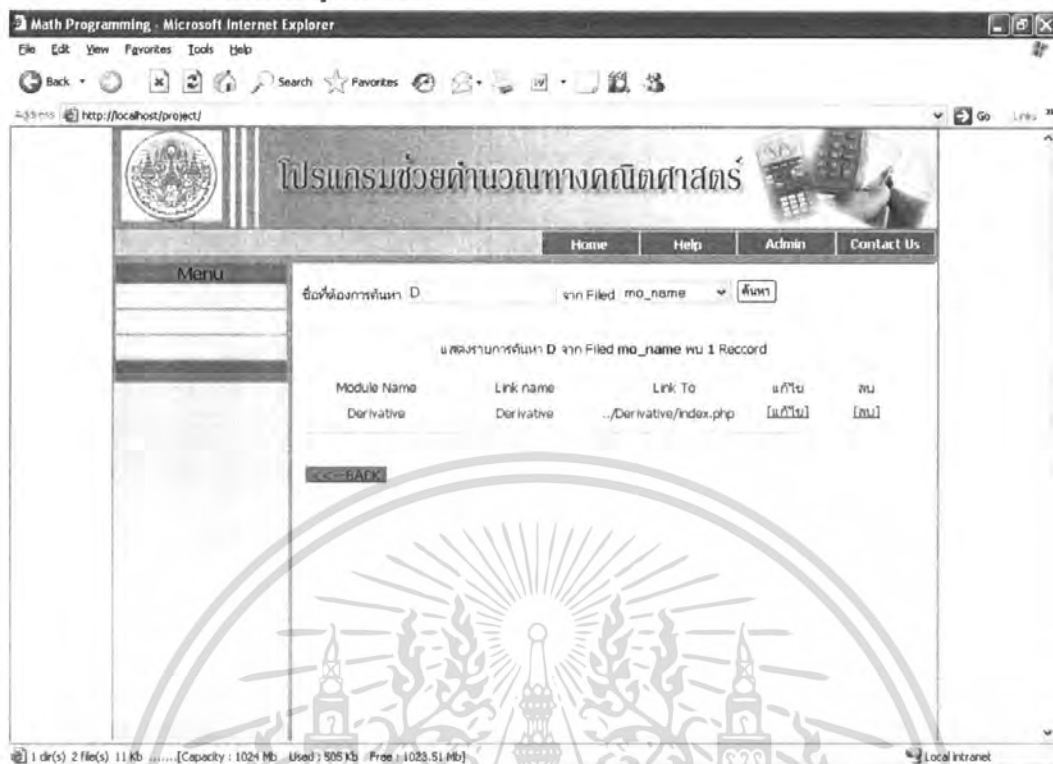 Math Programming - Microsoft Internet Explorer
File Edit View Favorites Tools Help
Back Search Favorites
Address http://localhost/project/ Go Links
โปรแกรมช่วยคำนวณทางคณิตศาสตร์
Home Help Admin Contact Us
Menu
ชื่อที่ต้องการค้นหา D จาก Filed mo_name ค้นหา
แสดงรายการค้นหา D จาก Filed mo_name พบ 1 Reccord
Module Name Link name Link To แก้ไข ลบ
Derivative Derivative ../Derivative/index.php [แก้ไข] [ลบ]
<<<--BACK
1 dir(s) 2 file(s) 11 Kb .......[Capacity : 1024 Mb Used : 505 Kb Free : 1023.51 Mb] Local intranet